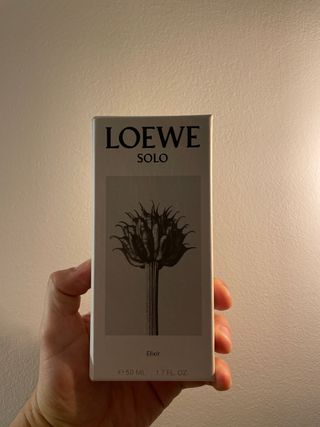 LOEWE
SOLO
Elixir
℮50 ML 1.7 FL. OZ.